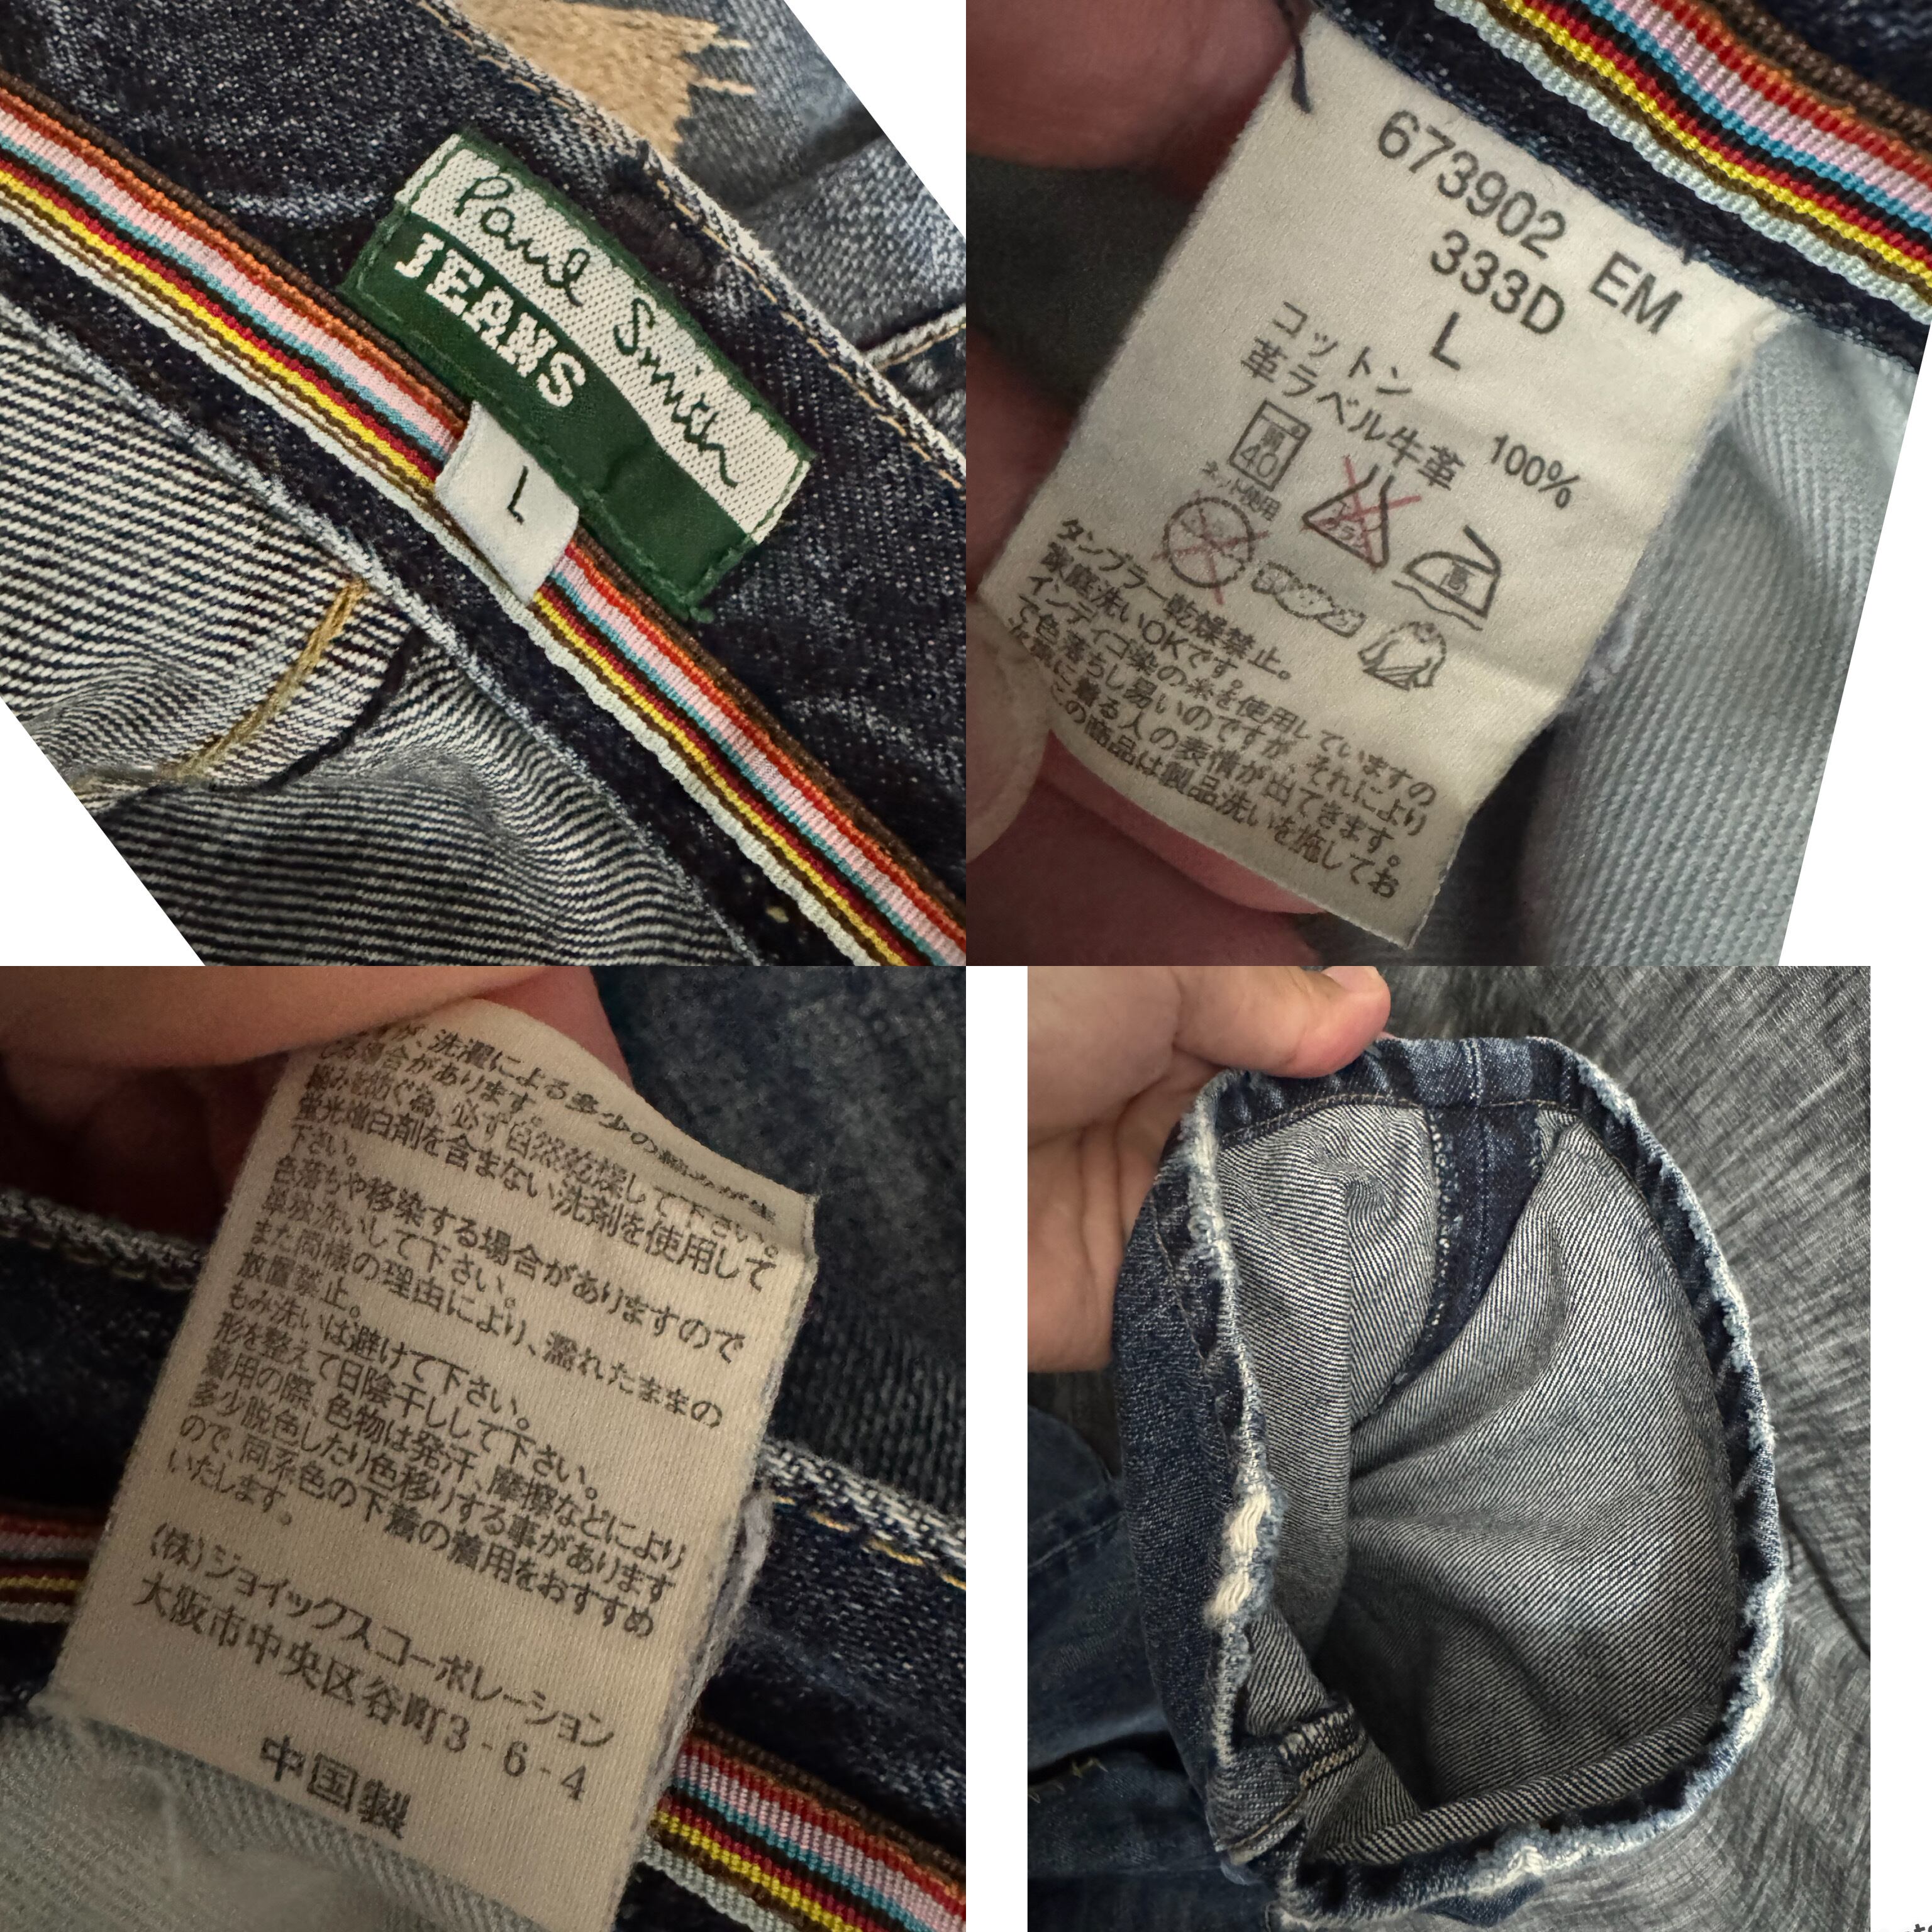 Paul Smith
JEANS
L
673902 EM
333D
L
コットン 100%
革ラベル牛革
高
40
ネット使用
高
タンブラー乾燥禁止。
家庭洗いOKです。
インディゴ染の糸を使用していますの
で色落ちし易いのですが、それにより
次第に着る人の表情が出てきます。
この商品は製品洗いを施してお
が、洗濯による多少の縮みが生
じる場合があります。
縮みを防ぐ為、必ず自然乾燥して下さい。
蛍光増白剤を含まない洗剤を使用して
下さい。
色落ちや移染する場合がありますので
単独洗いして下さい。
また同様の理由により、濡れたままの
放置禁止。
もみ洗いは避けて下さい。
形を整えて日陰干しして下さい。
着用の際、色物は発汗、摩擦などにより
多少脱色したり色移りする事があります
ので、同系色の下着の着用をおすすめ
いたします。
(株)ジョイックスコーポレーション
大阪市中央区谷町3-6-4
中国製